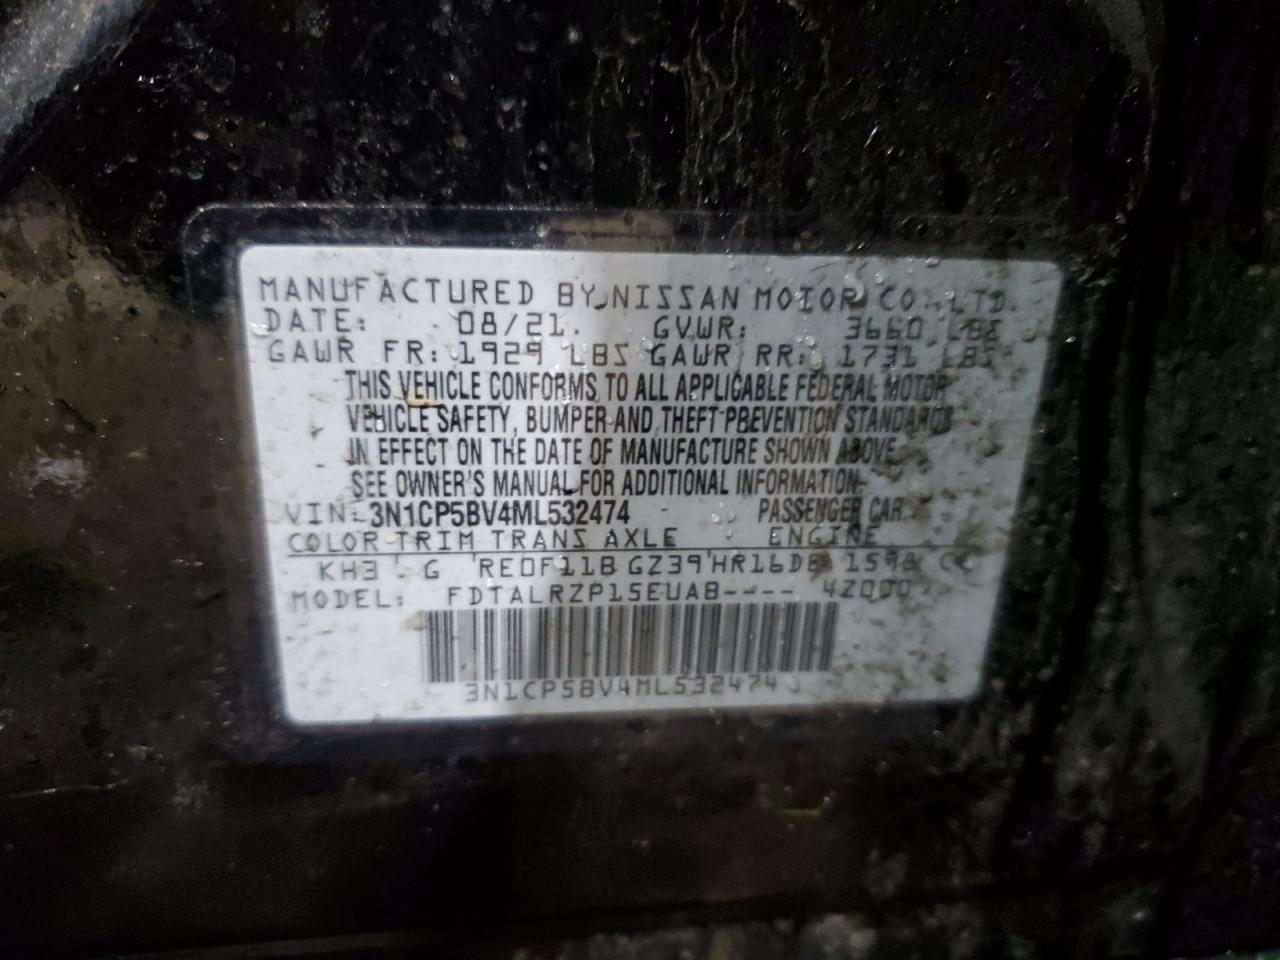 MANUFACTURED BY NISSAN MOTOR CO., LTD.
DATE: 08/21 GVWR: 3660 LBS
GAWR FR: 1929 LBS GAWR RR: 1731 LBS
THIS VEHICLE CONFORMS TO ALL APPLICABLE FEDERAL MOTOR
VEHICLE SAFETY, BUMPER AND THEFT PREVENTION STANDARDS
IN EFFECT ON THE DATE OF MANUFACTURE SHOWN ABOVE.
SEE OWNER'S MANUAL FOR ADDITIONAL INFORMATION.
VIN: 3N1CP5BV4ML532474 PASSENGER CAR
COLOR TRIM TRANS AXLE ENGINE
KH3 G RE0F11B GZ39 HR16DE 1598 CC
MODEL: FDTALRZP15EUAB---- 4Z000
3N1CP5BV4ML532474